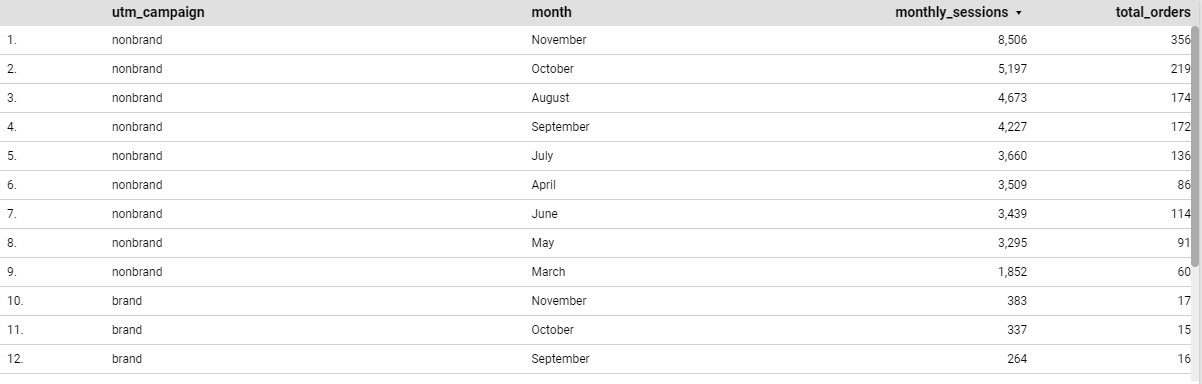 utm_campaign month monthly_sessions total_orders
1. nonbrand November 8,506 356
2. nonbrand October 5,197 219
3. nonbrand August 4,673 174
4. nonbrand September 4,227 172
5. nonbrand July 3,660 136
6. nonbrand April 3,509 86
7. nonbrand June 3,439 114
8. nonbrand May 3,295 91
9. nonbrand March 1,852 60
10. brand November 383 17
11. brand October 337 15
12. brand September 264 16